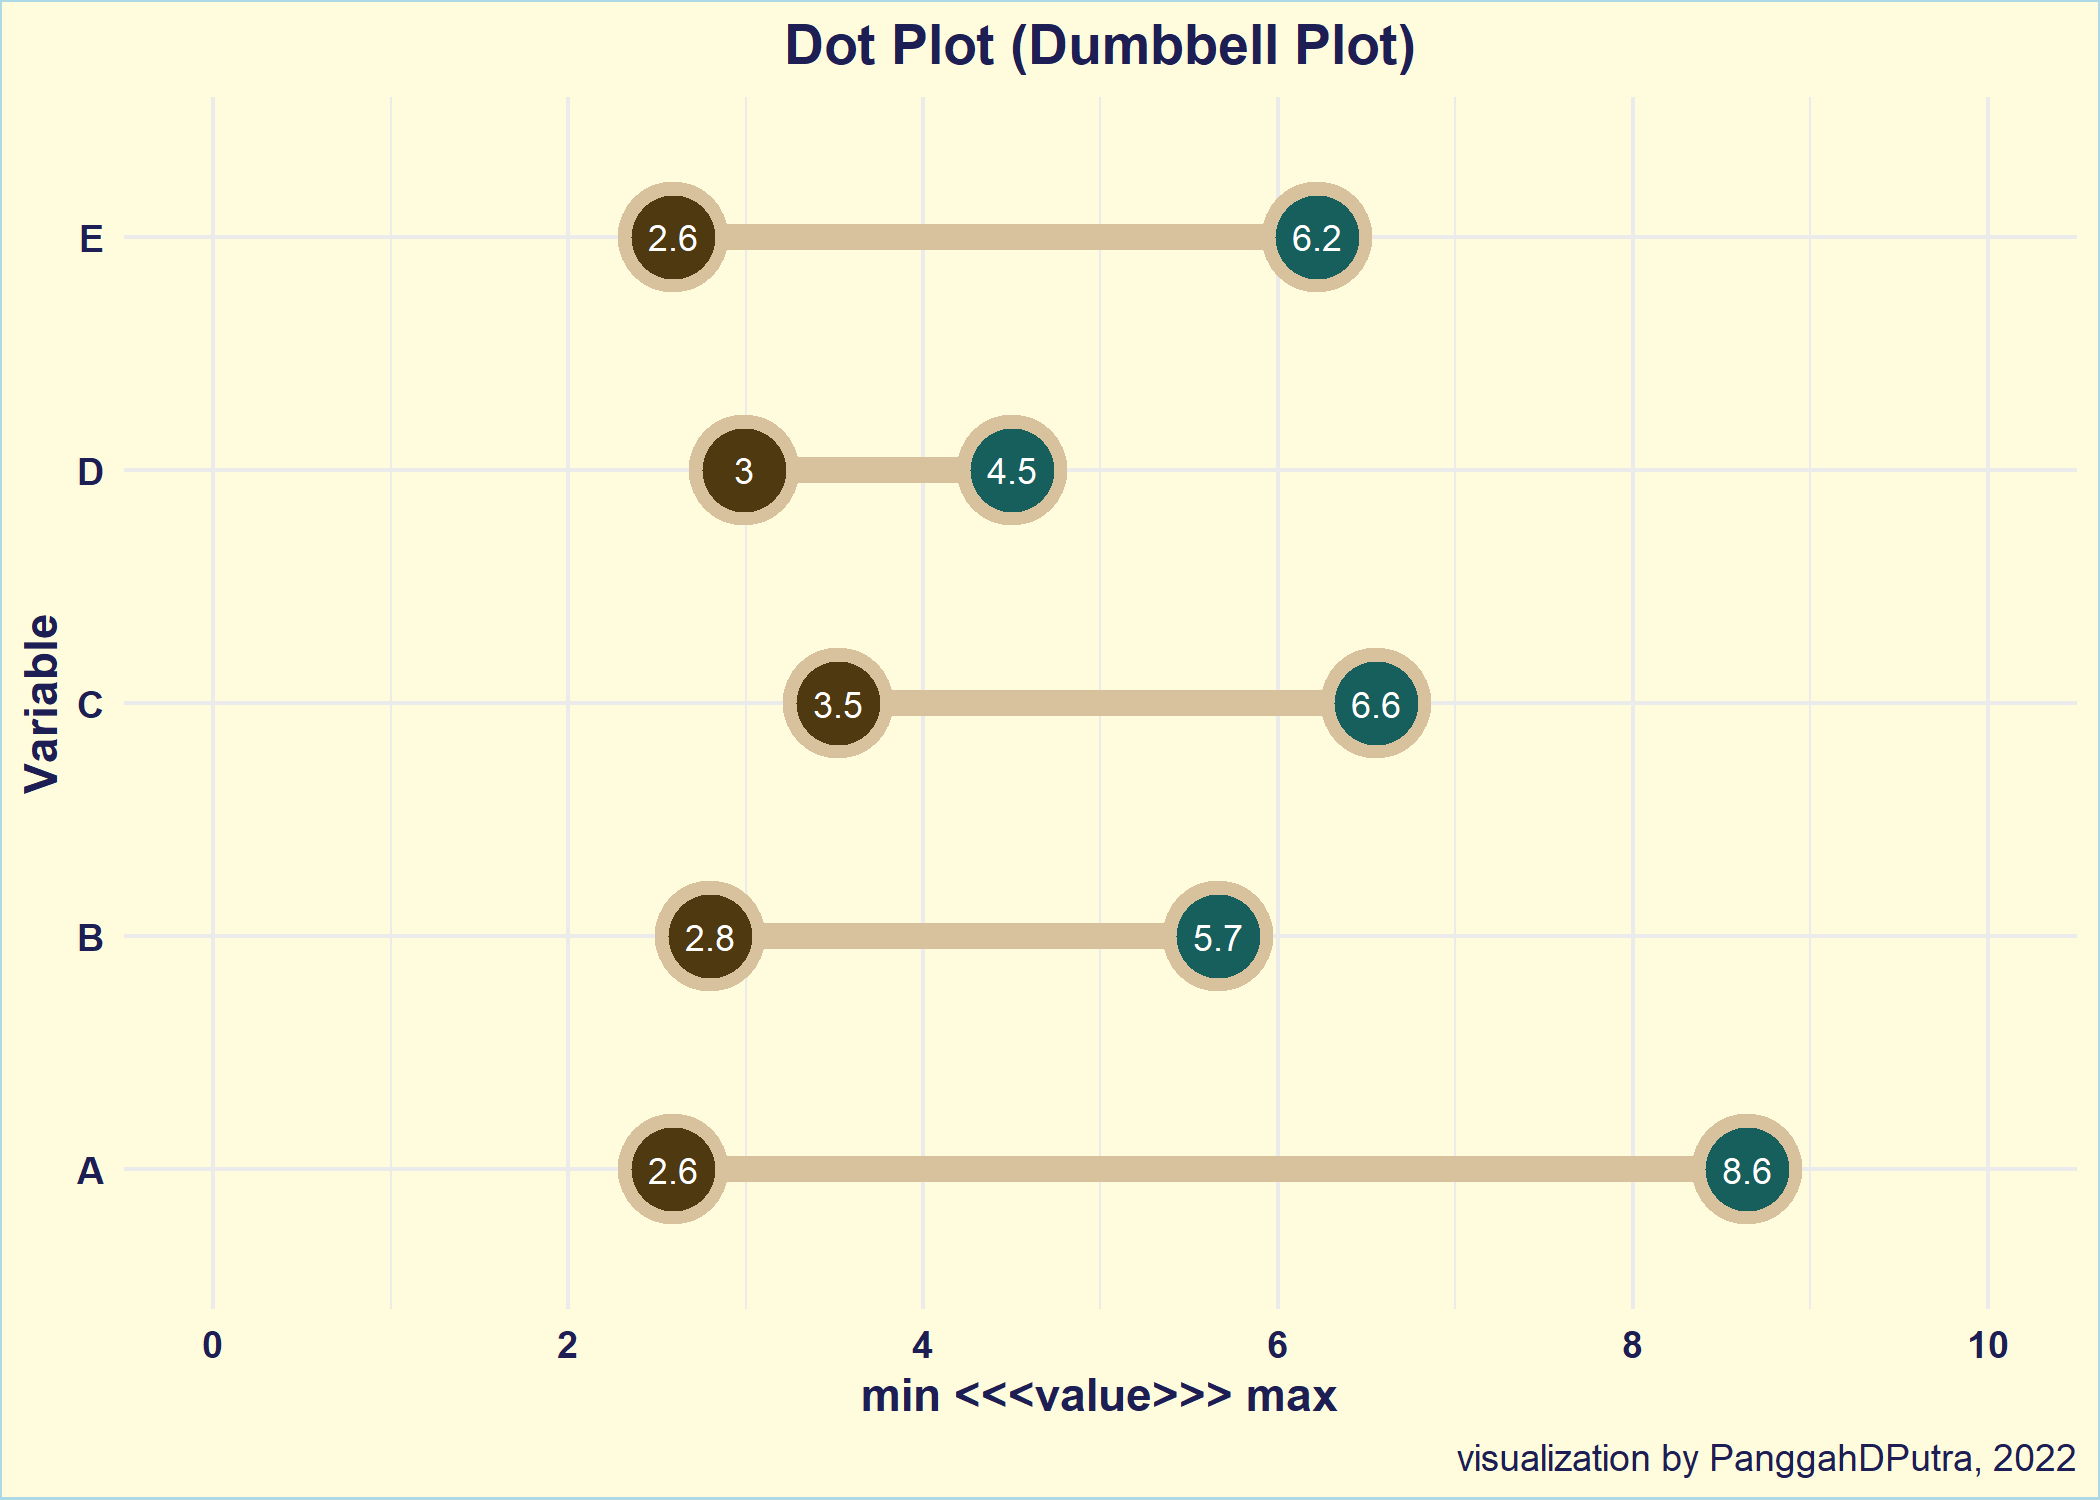 Dot Plot (Dumbbell Plot)
Variable
E
2.6
6.2
D
3
4.5
C
3.5
6.6
B
2.8
5.7
A
2.6
8.6
0 2 4 6 8 10
min <<<value>>> max
visualization by PanggahDPutra, 2022